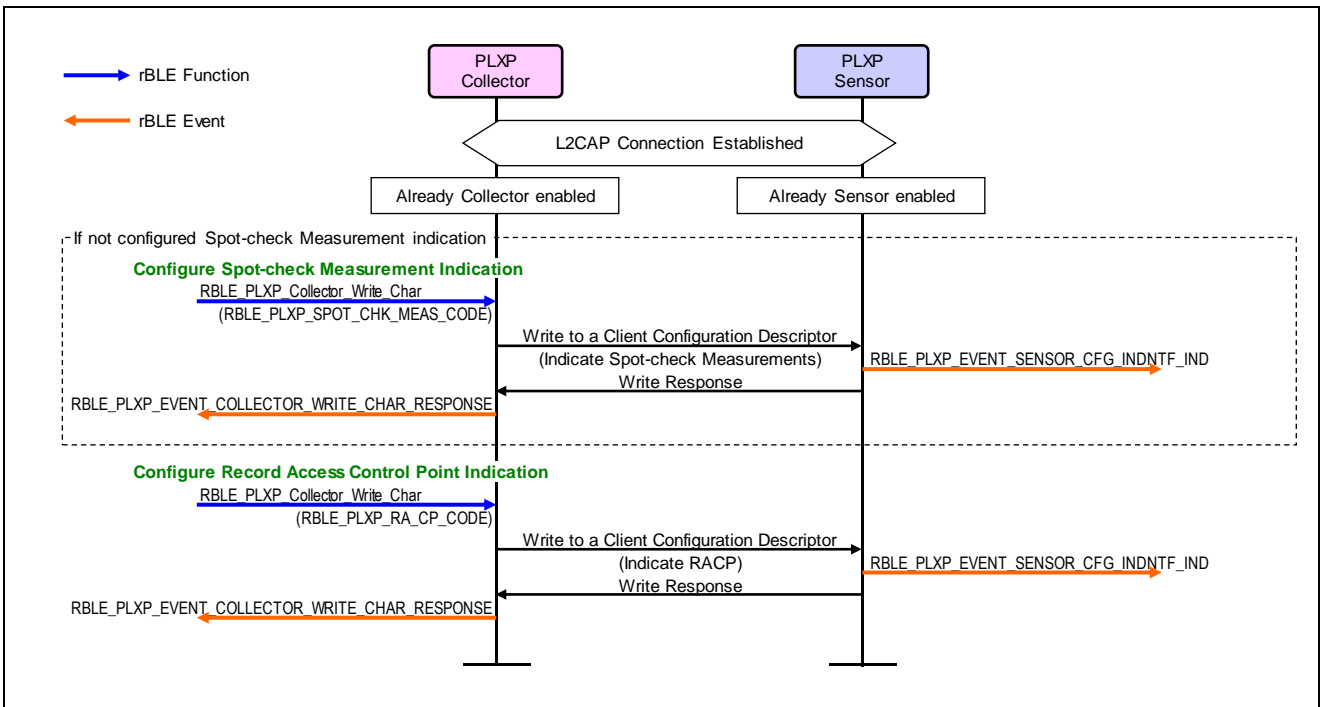 PLXP
Collector
PLXP
Sensor
rBLE Function
rBLE Event
L2CAP Connection Established
Already Collector enabled
Already Sensor enabled
If not configured Spot-check Measurement indication
Configure Spot-check Measurement Indication
RBLE_PLXP_Collector_Write_Char
(RBLE_PLXP_SPOT_CHK_MEAS_CODE)
Write to a Client Configuration Descriptor
(Indicate Spot-check Measurements)
RBLE_PLXP_EVENT_SENSOR_CFG_INDNTF_IND
Write Response
RBLE_PLXP_EVENT_COLLECTOR_WRITE_CHAR_RESPONSE
Configure Record Access Control Point Indication
RBLE_PLXP_Collector_Write_Char
(RBLE_PLXP_RA_CP_CODE)
Write to a Client Configuration Descriptor
(Indicate RACP)
RBLE_PLXP_EVENT_SENSOR_CFG_INDNTF_IND
Write Response
RBLE_PLXP_EVENT_COLLECTOR_WRITE_CHAR_RESPONSE